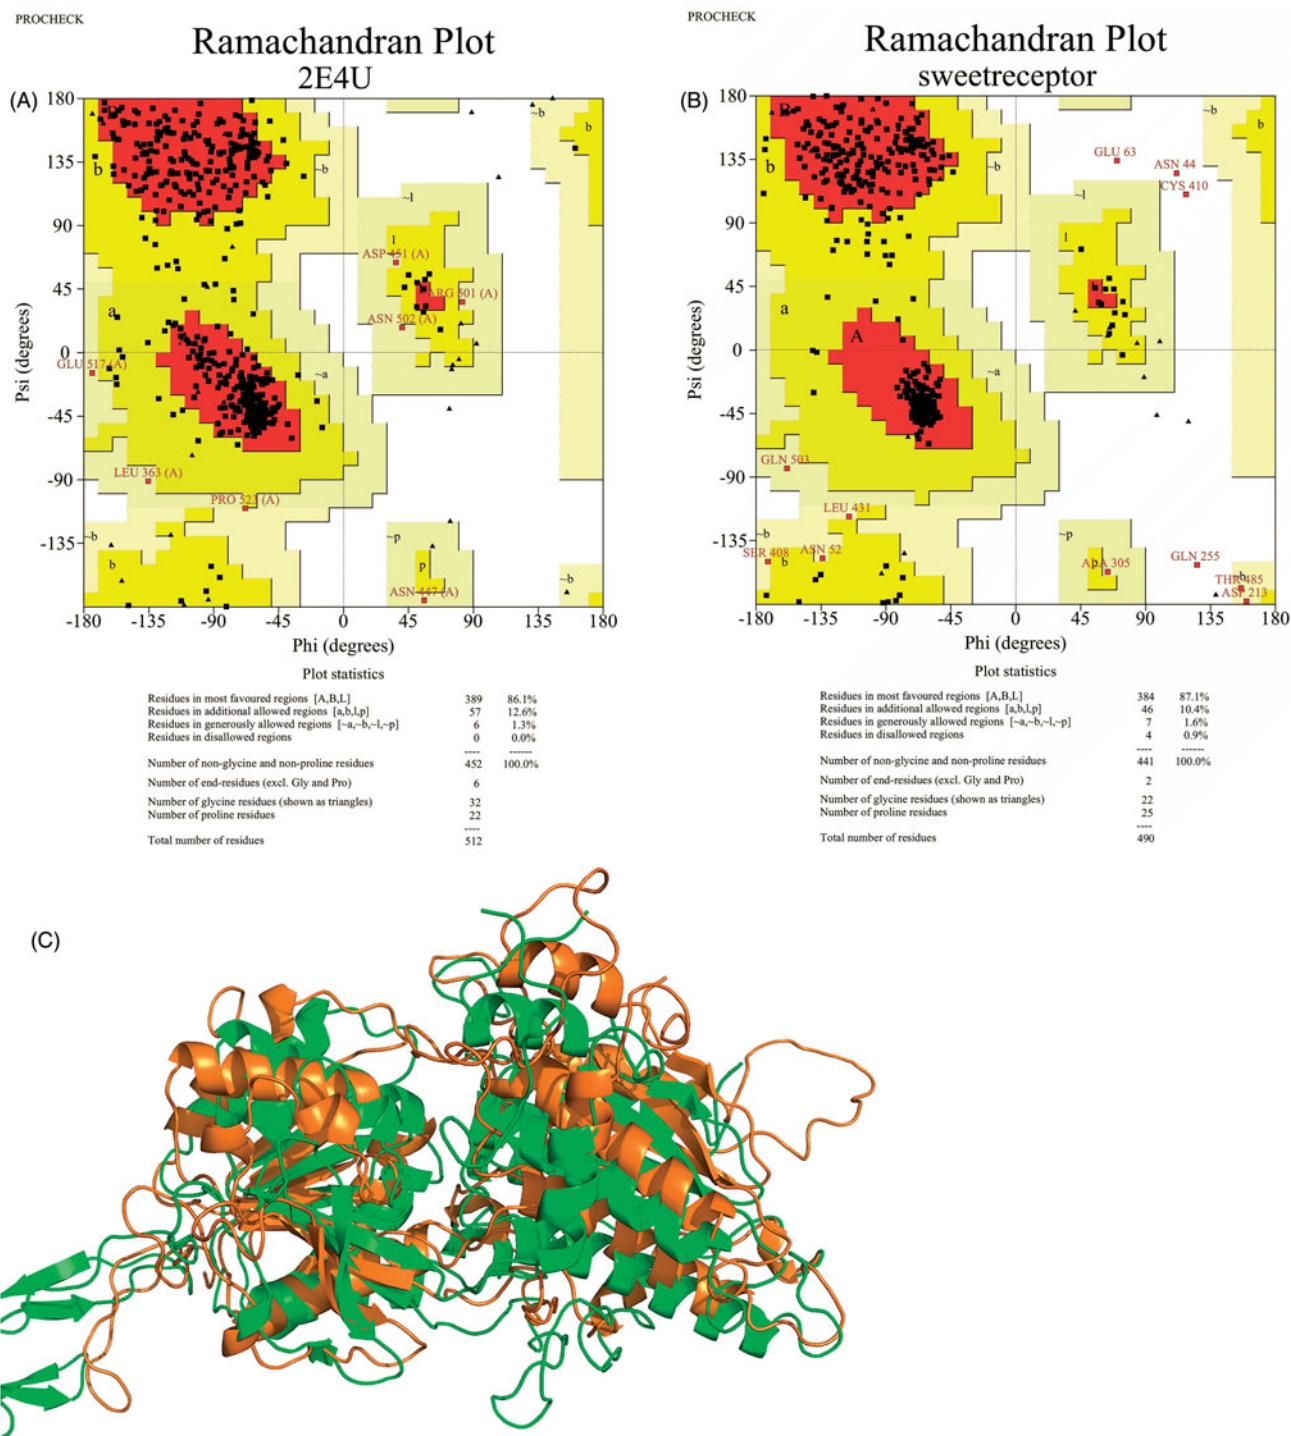 PROCHECK
Ramachandran Plot
2E4U
(A)
180
135
90
45
0
-45
-90
-135
Psi (degrees)
B
b
~b
~b
b
~l
l
ASP 451 (A)
ARG 501 (A)
ASN 502 (A)
a
GLU 517 (A)
~a
LEU 363 (A)
PRO 523 (A)
~b
b
~p
p
~b
ASN 447 (A)
-180 -135 -90 -45 0 45 90 135 180
Phi (degrees)
Plot statistics
Residues in most favoured regions [A,B,L] 389 86.1%
Residues in additional allowed regions [a,b,l,p] 57 12.6%
Residues in generously allowed regions [~a,~b,~l,~p] 6 1.3%
Residues in disallowed regions 0 0.0%
---- ------
Number of non-glycine and non-proline residues 452 100.0%
Number of end-residues (excl. Gly and Pro) 6
Number of glycine residues (shown as triangles) 32
Number of proline residues 22
----
Total number of residues 512
PROCHECK
Ramachandran Plot
sweetreceptor
(B)
180
135
90
45
0
-45
-90
-135
Psi (degrees)
B
b
~b
~b
b
GLU 63
ASN 44
CYS 410
~l
l
a
A
~a
GLN 503
LEU 431
SER 408
ASN 52
b
~p
ALA 305
GLN 255
~b
THR 485
ASP 213
-180 -135 -90 -45 0 45 90 135 180
Phi (degrees)
Plot statistics
Residues in most favoured regions [A,B,L] 384 87.1%
Residues in additional allowed regions [a,b,l,p] 46 10.4%
Residues in generously allowed regions [~a,~b,~l,~p] 7 1.6%
Residues in disallowed regions 4 0.9%
---- ------
Number of non-glycine and non-proline residues 441 100.0%
Number of end-residues (excl. Gly and Pro) 2
Number of glycine residues (shown as triangles) 22
Number of proline residues 25
----
Total number of residues 490
(C)